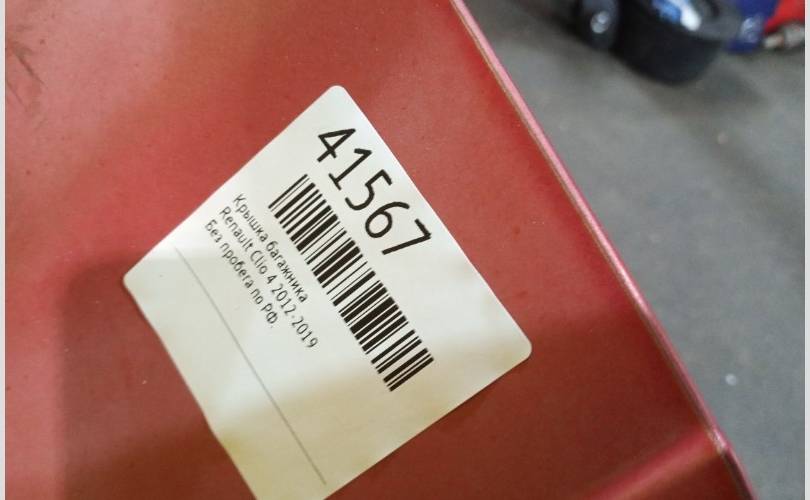 41567
Крышка багажника
Renault Clio 4 2012-2019
Без пробега по РФ.